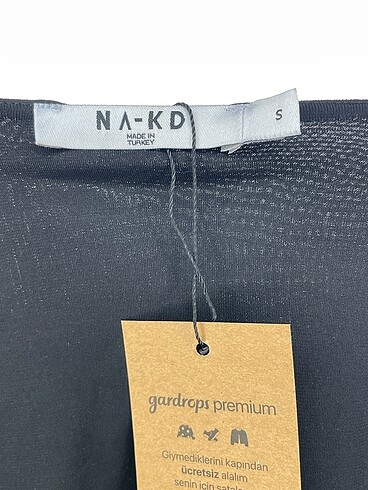 NA-KD
MADE IN
TURKEY
S
gardrops premium
Giymediklerini kapından
ücretsiz alalım
senin için satalım